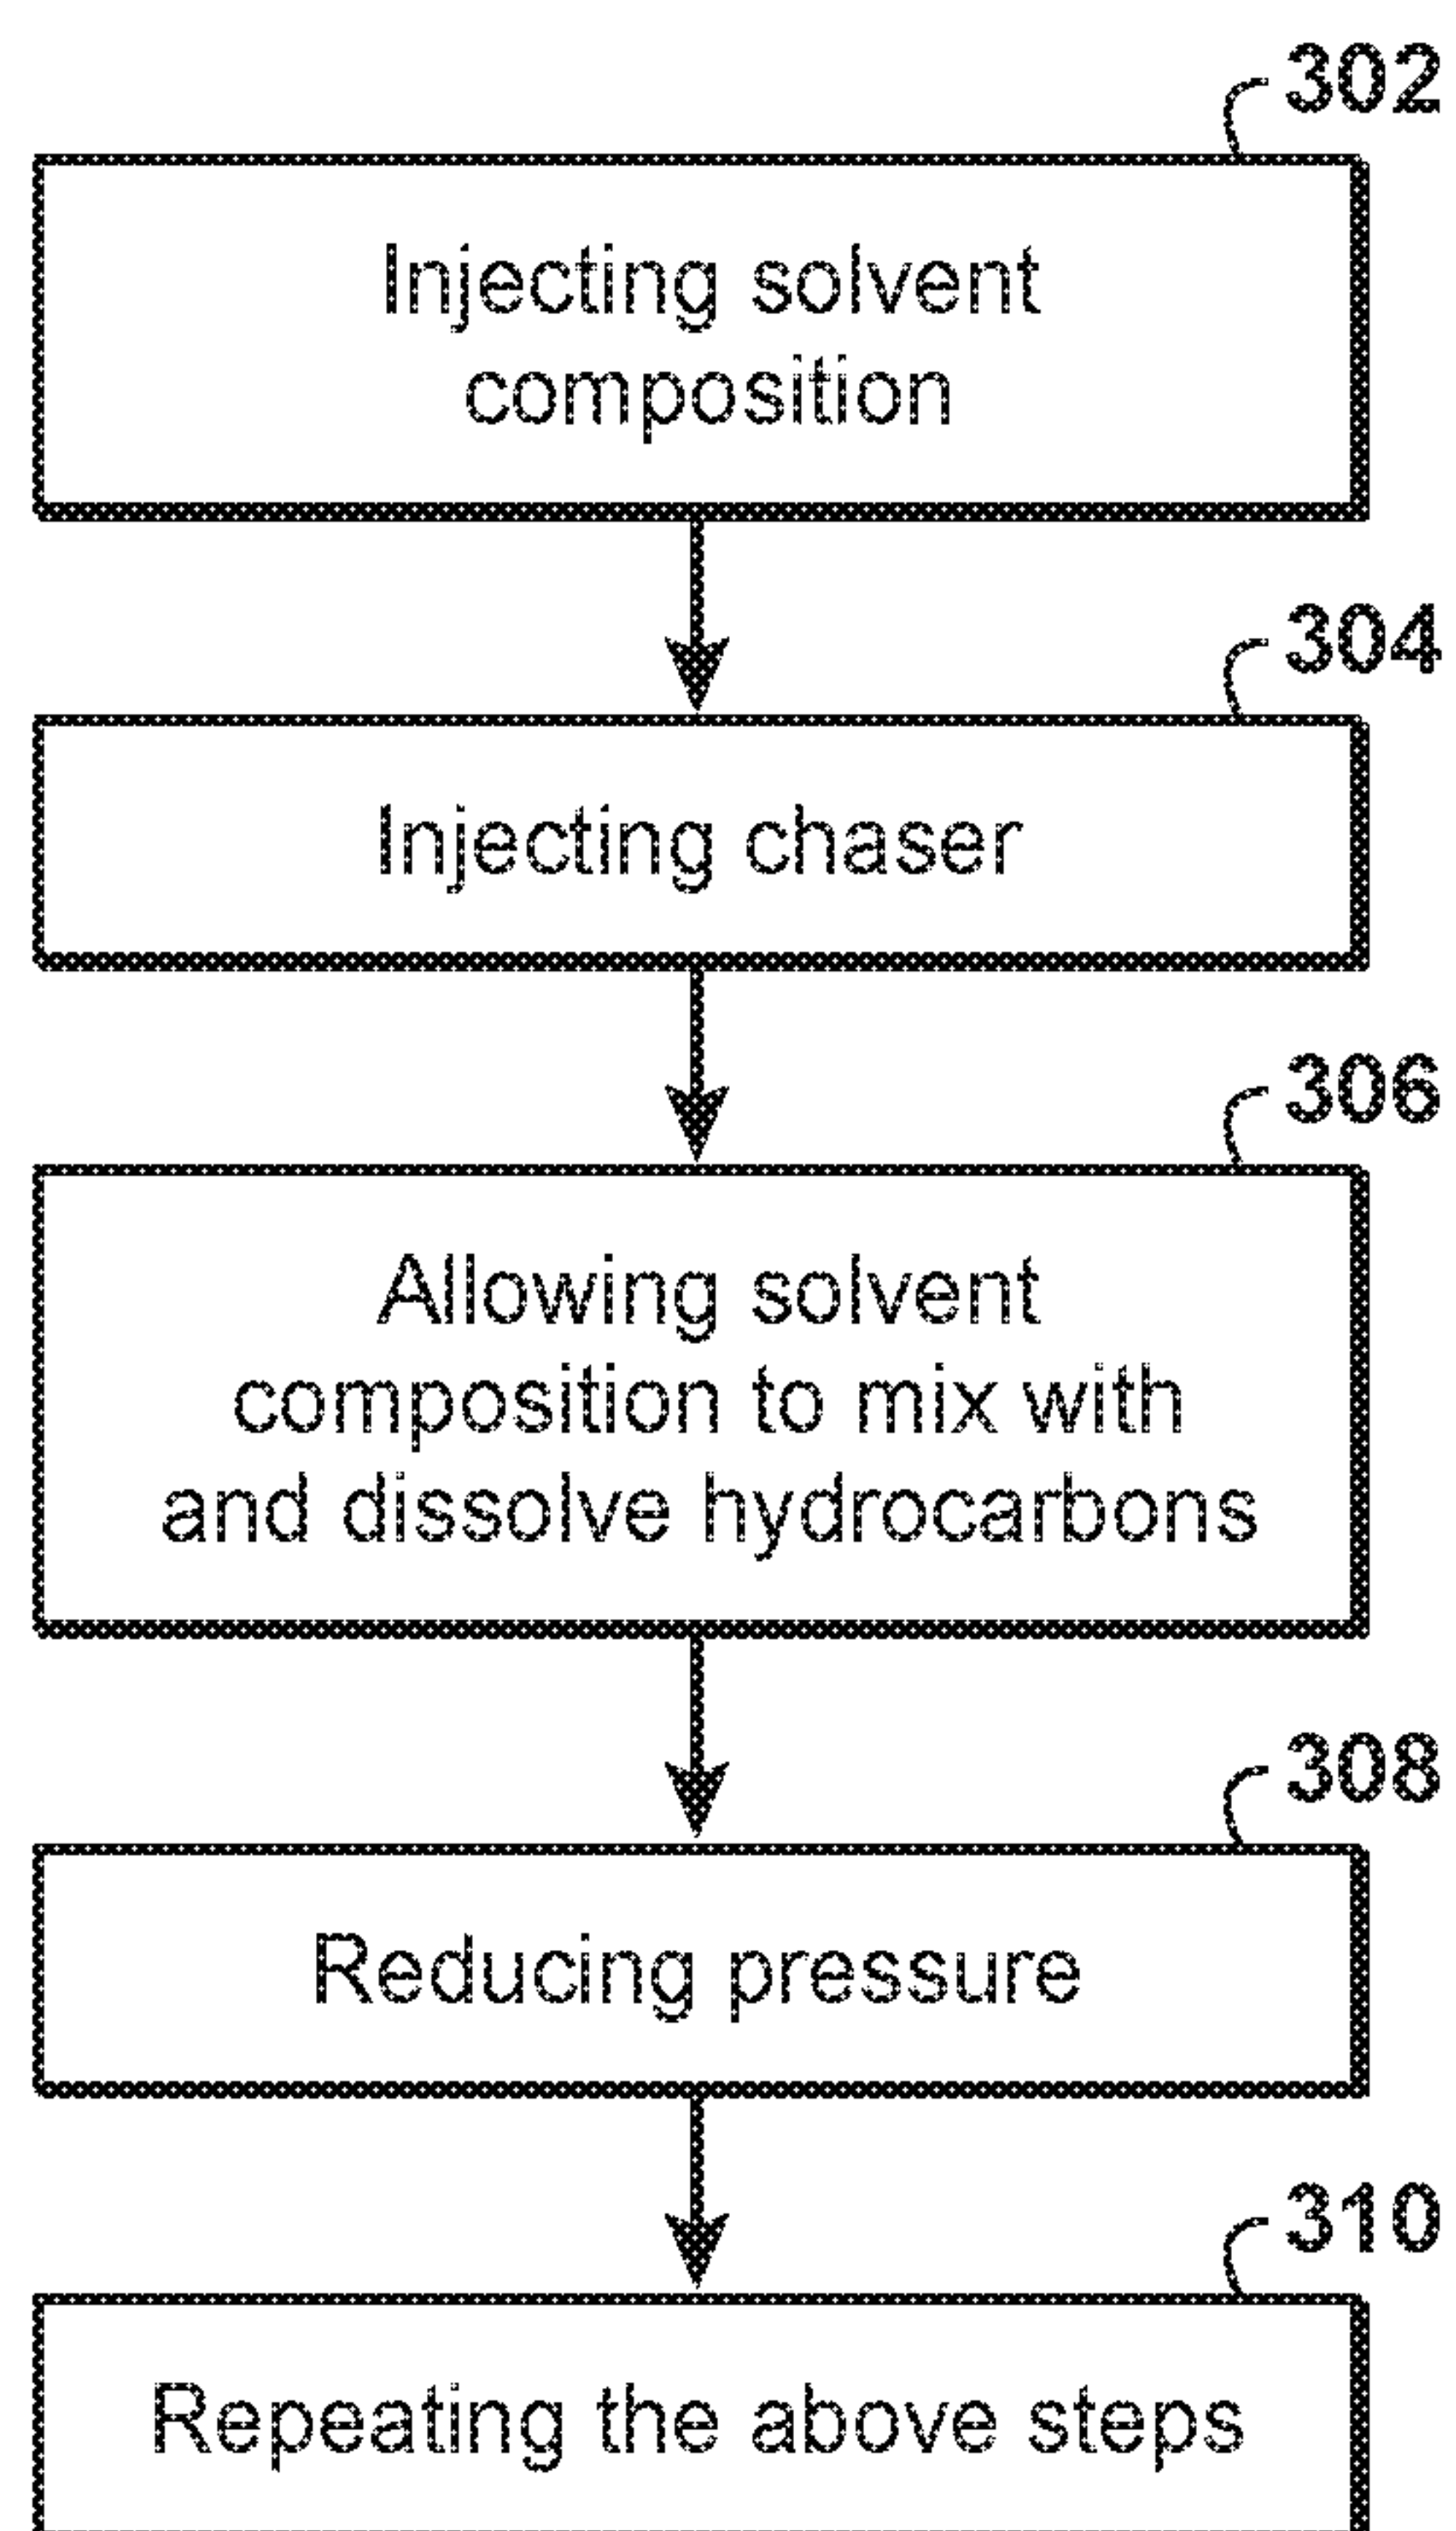 302
Injecting solvent
composition
304
Injecting chaser
306
Allowing solvent
composition to mix with
and dissolve hydrocarbons
308
Reducing pressure
310
Repeating the above steps